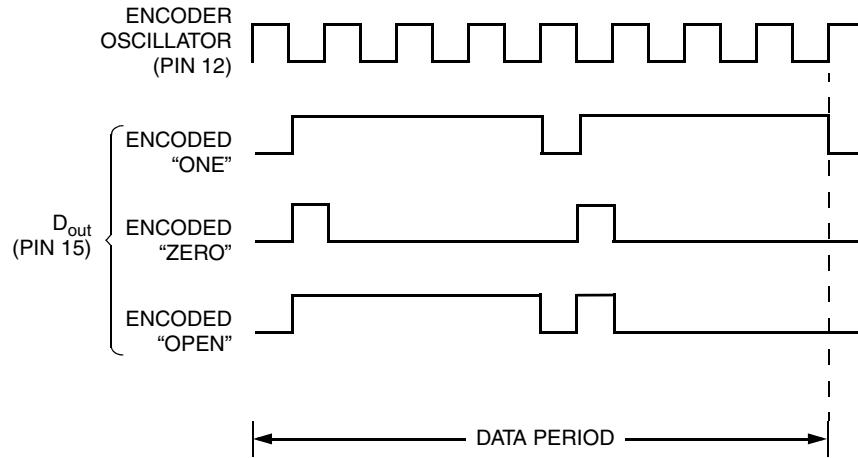 ENCODER
OSCILLATOR
(PIN 12)
ENCODED
“ONE”
Dout
(PIN 15)
ENCODED
“ZERO”
ENCODED
“OPEN”
DATA PERIOD